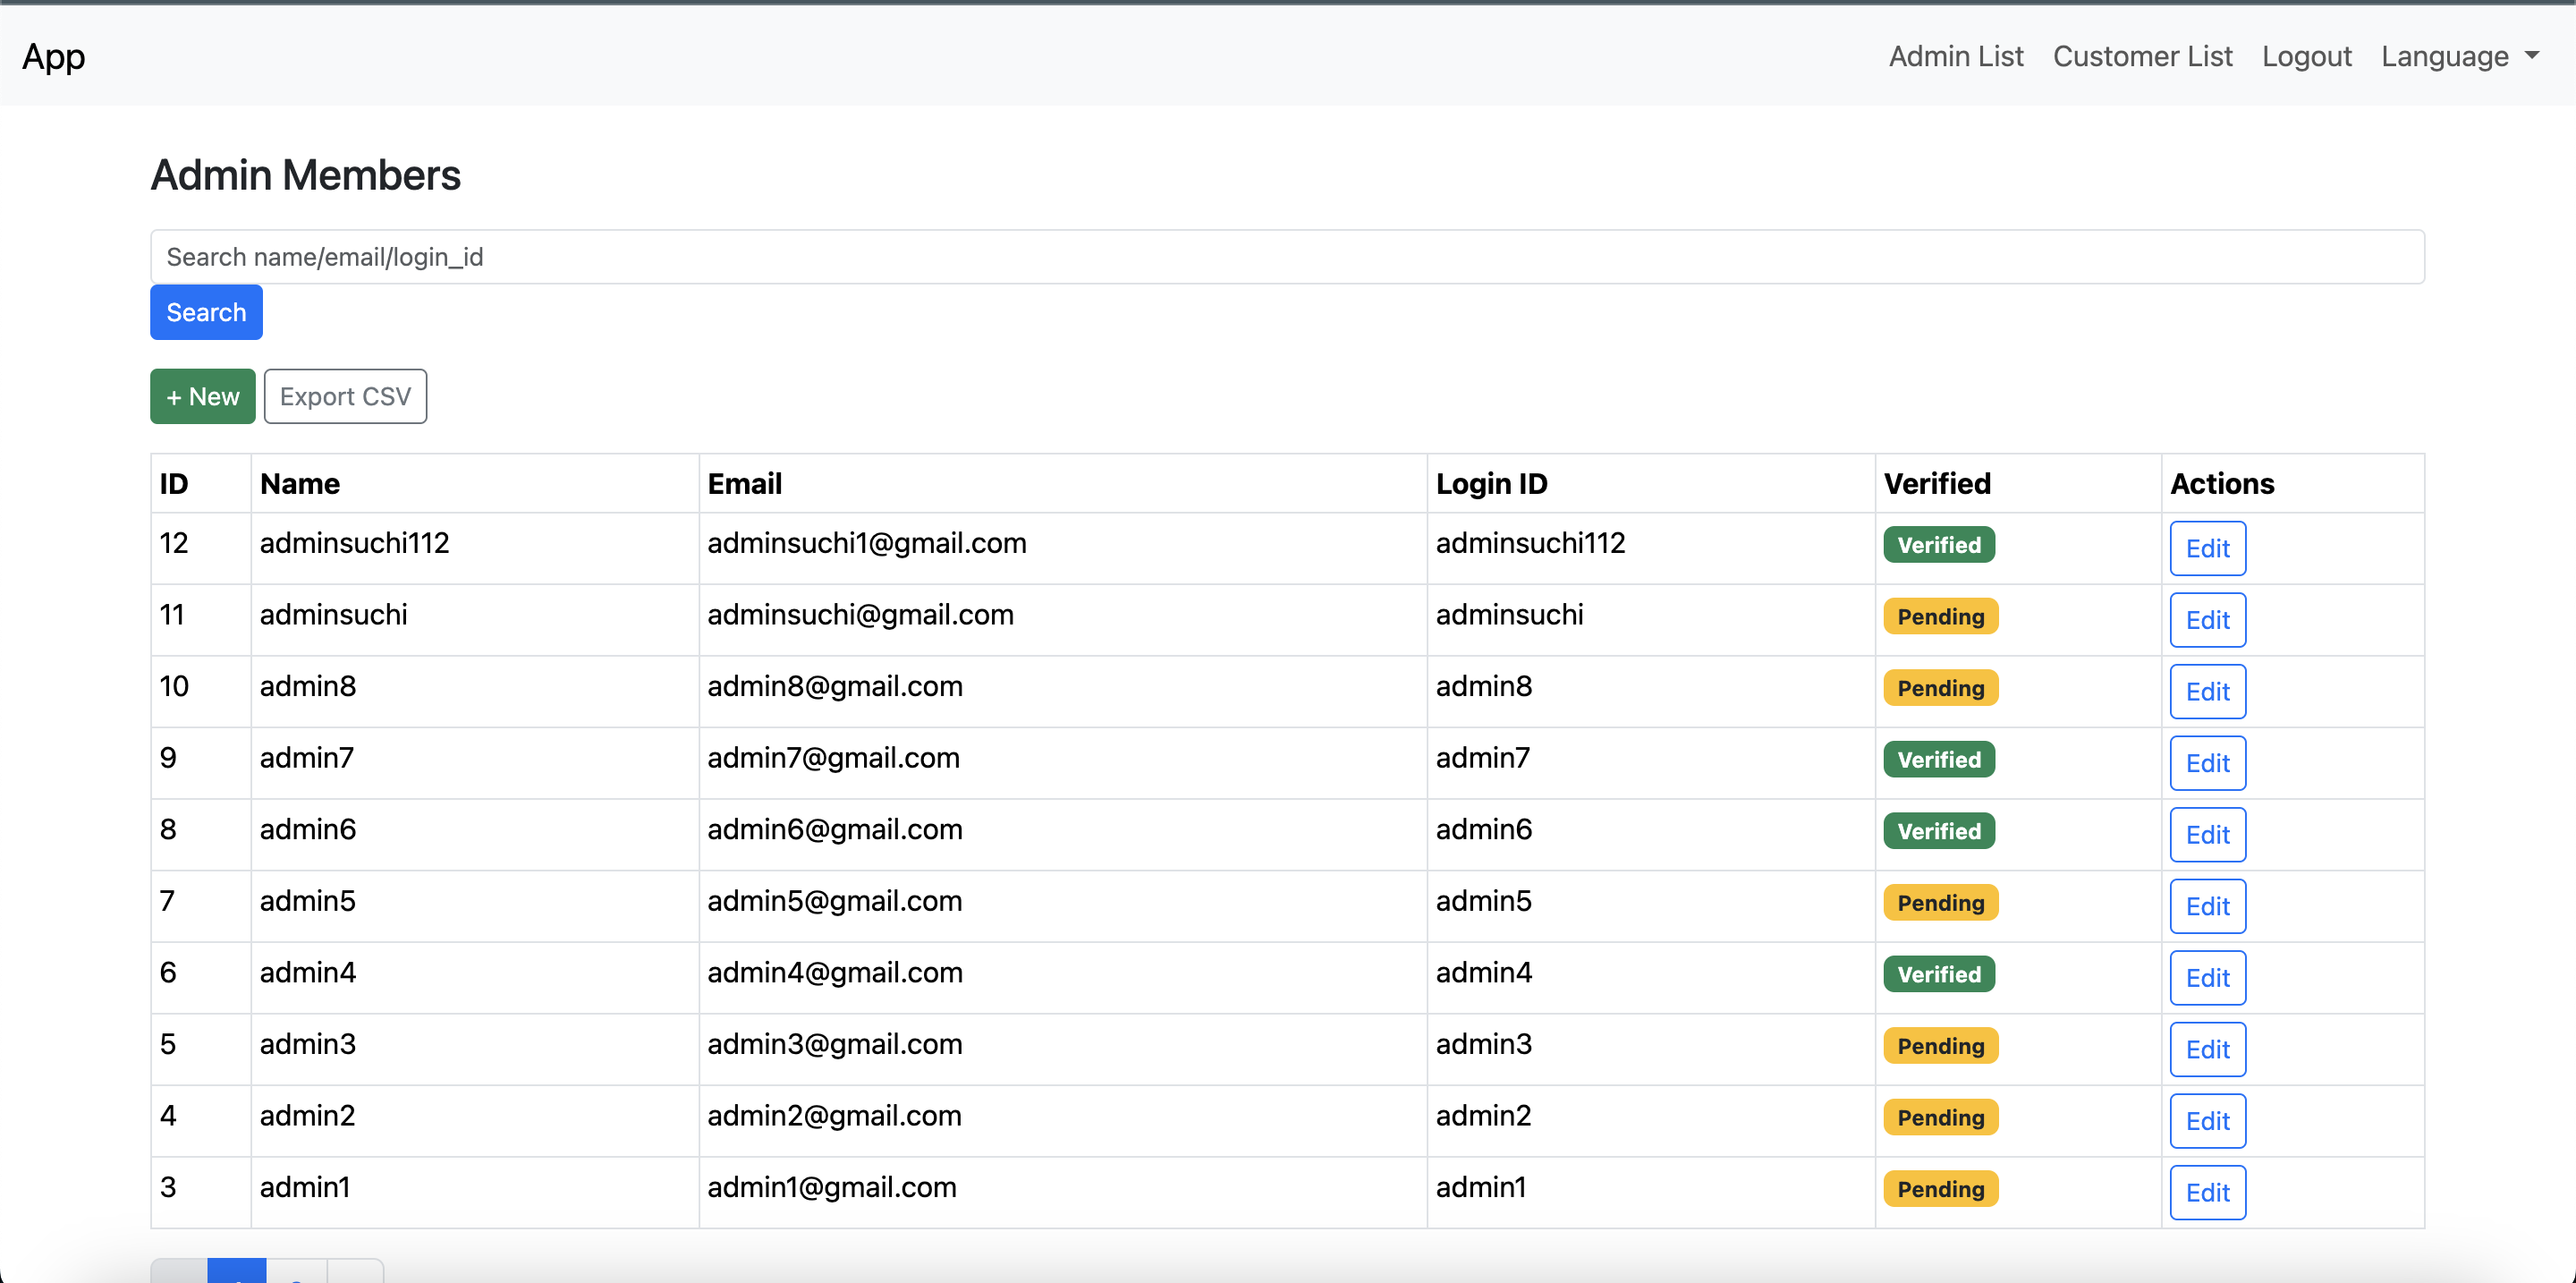 App Admin List Customer List Logout Language
Admin Members
Search name/email/login_id
Search
+ New Export CSV
ID Name Email Login ID Verified Actions
12 adminsuchi112 adminsuchi1@gmail.com adminsuchi112 Verified Edit
11 adminsuchi adminsuchi@gmail.com adminsuchi Pending Edit
10 admin8 admin8@gmail.com admin8 Pending Edit
9 admin7 admin7@gmail.com admin7 Verified Edit
8 admin6 admin6@gmail.com admin6 Verified Edit
7 admin5 admin5@gmail.com admin5 Pending Edit
6 admin4 admin4@gmail.com admin4 Verified Edit
5 admin3 admin3@gmail.com admin3 Pending Edit
4 admin2 admin2@gmail.com admin2 Pending Edit
3 admin1 admin1@gmail.com admin1 Pending Edit